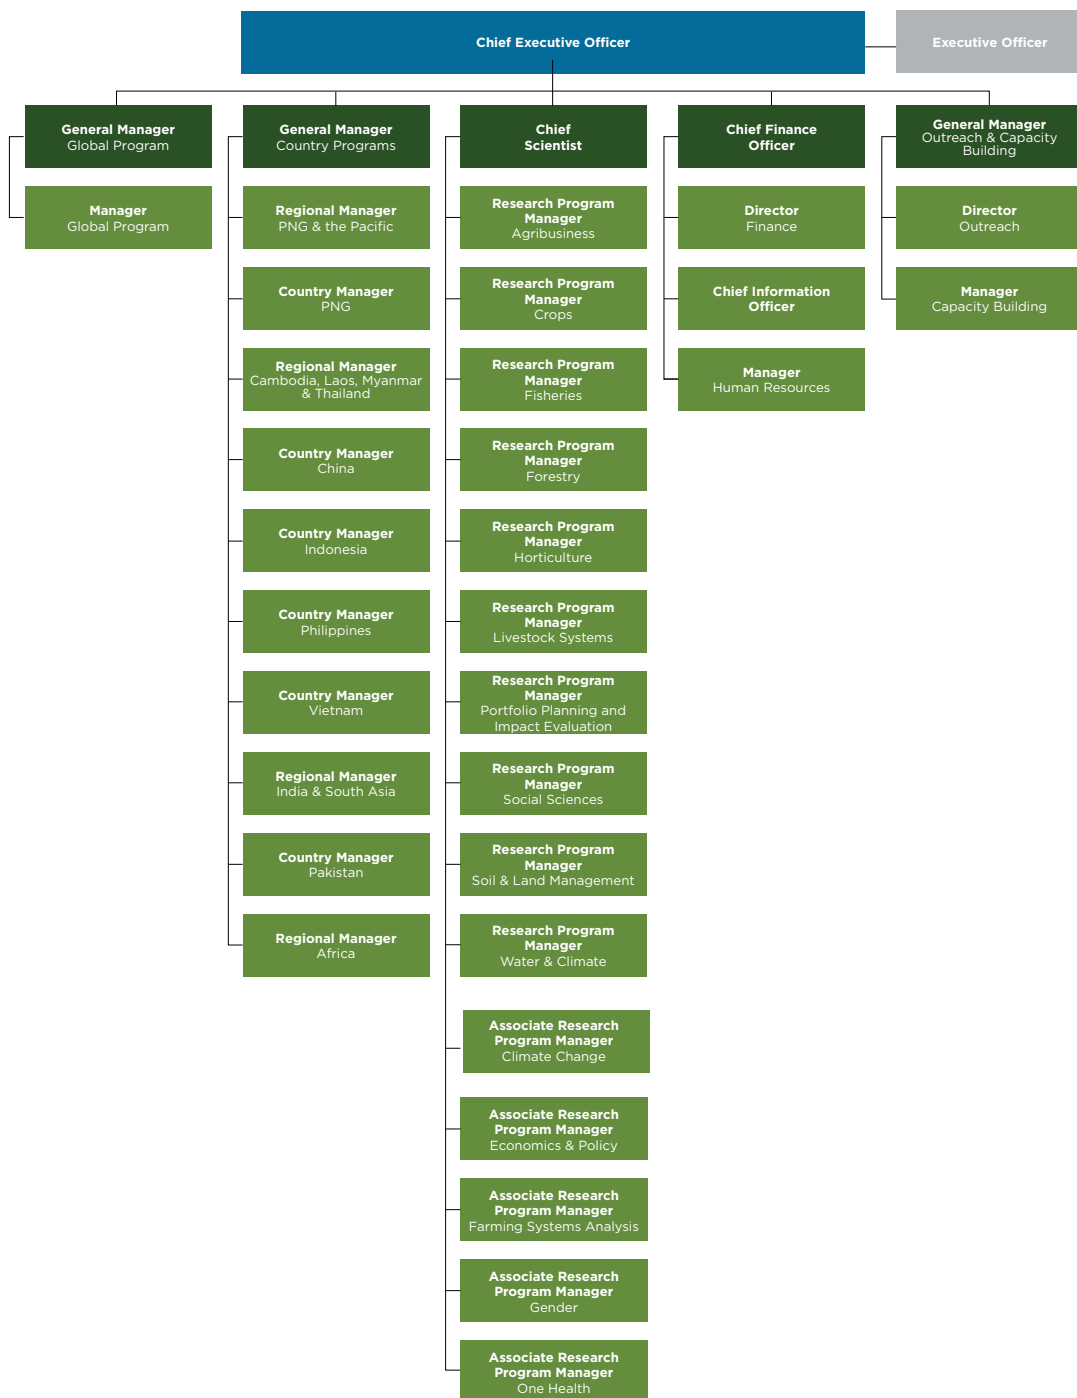 Chief Executive Officer
Executive Officer
General Manager
Global Program
Manager
Global Program
General Manager
Country Programs
Regional Manager
PNG & the Pacific
Country Manager
PNG
Regional Manager
Cambodia, Laos, Myanmar
& Thailand
Country Manager
China
Country Manager
Indonesia
Country Manager
Philippines
Country Manager
Vietnam
Regional Manager
India & South Asia
Country Manager
Pakistan
Regional Manager
Africa
Chief
Scientist
Research Program
Manager
Agribusiness
Research Program
Manager
Crops
Research Program
Manager
Fisheries
Research Program
Manager
Forestry
Research Program
Manager
Horticulture
Research Program
Manager
Livestock Systems
Research Program
Manager
Portfolio Planning and
Impact Evaluation
Research Program
Manager
Social Sciences
Research Program
Manager
Soil & Land Management
Research Program
Manager
Water & Climate
Associate Research
Program Manager
Climate Change
Associate Research
Program Manager
Economics & Policy
Associate Research
Program Manager
Farming Systems Analysis
Associate Research
Program Manager
Gender
Associate Research
Program Manager
One Health
Chief Finance
Officer
Director
Finance
Chief Information
Officer
Manager
Human Resources
General Manager
Outreach & Capacity
Building
Director
Outreach
Manager
Capacity Building